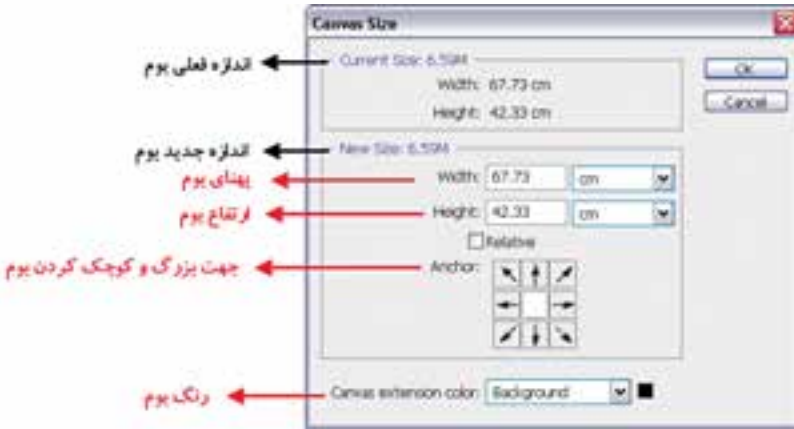 Canvas Size
اندازه فعلی بوم
Current Size: 6.59M
OK
Width: 67.73 cm
Cancel
Height: 42.33 cm
اندازه جدید بوم
New Size: 6.59M
پهنای بوم
Width: 67.73 cm
ارتفاع بوم
Height: 42.33 cm
Relative
جهت بزرگ و کوچک کردن بوم
Anchor:
رنگ بوم
Canvas extension color: Background